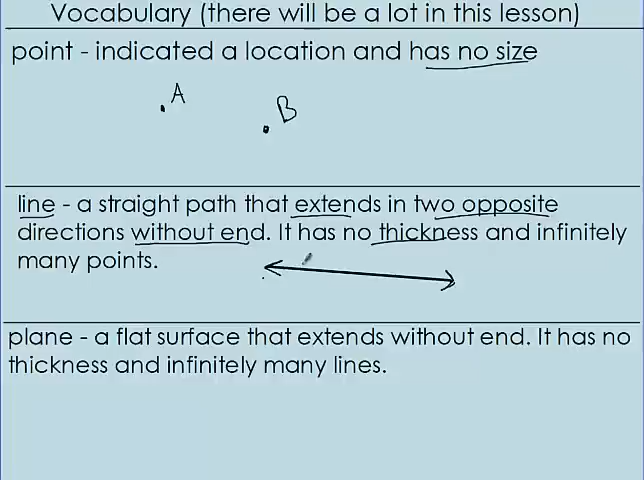 Vocabulary (there will be a lot in this lesson)
point - indicated a location and has no size
A
B
line - a straight path that extends in two opposite
directions without end. It has no thickness and infinitely
many points.
plane - a flat surface that extends without end. It has no
thickness and infinitely many lines.